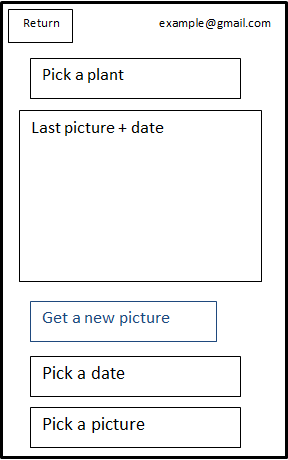 Return
example@gmail.com
Pick a plant
Last picture + date
Get a new picture
Pick a date
Pick a picture